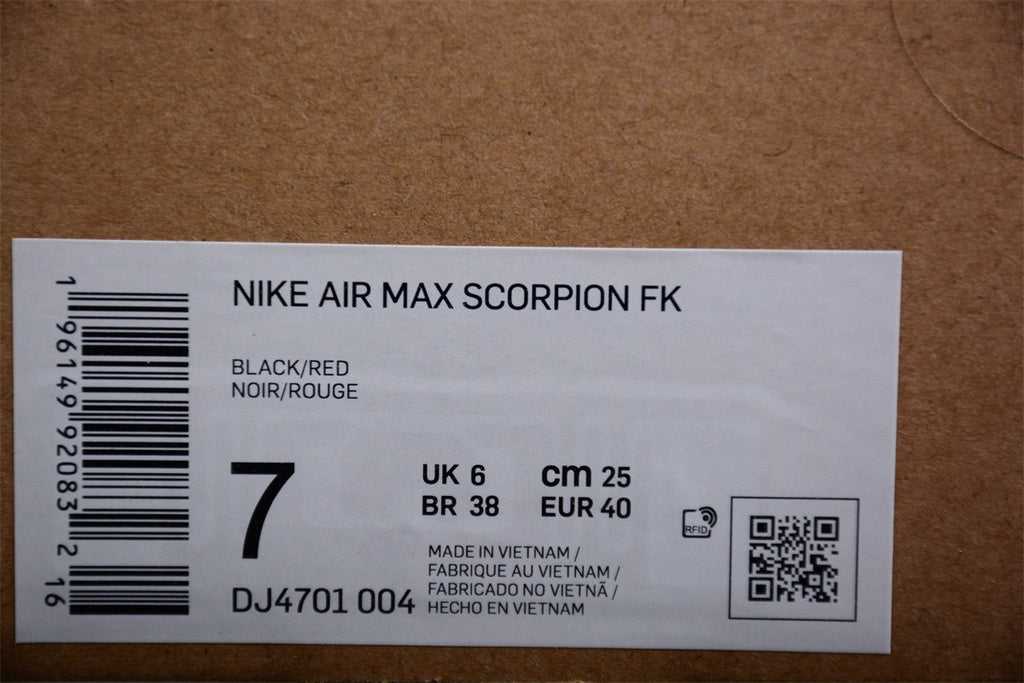 NIKE AIR MAX SCORPION FK
BLACK/RED
NOIR/ROUGE
7
UK 6 cm 25
BR 38 EUR 40
RFID
MADE IN VIETNAM /
FABRIQUE AU VIETNAM /
FABRICADO NO VIETNÃ /
HECHO EN VIETNAM
DJ4701 004
1 96149 92083 2 16